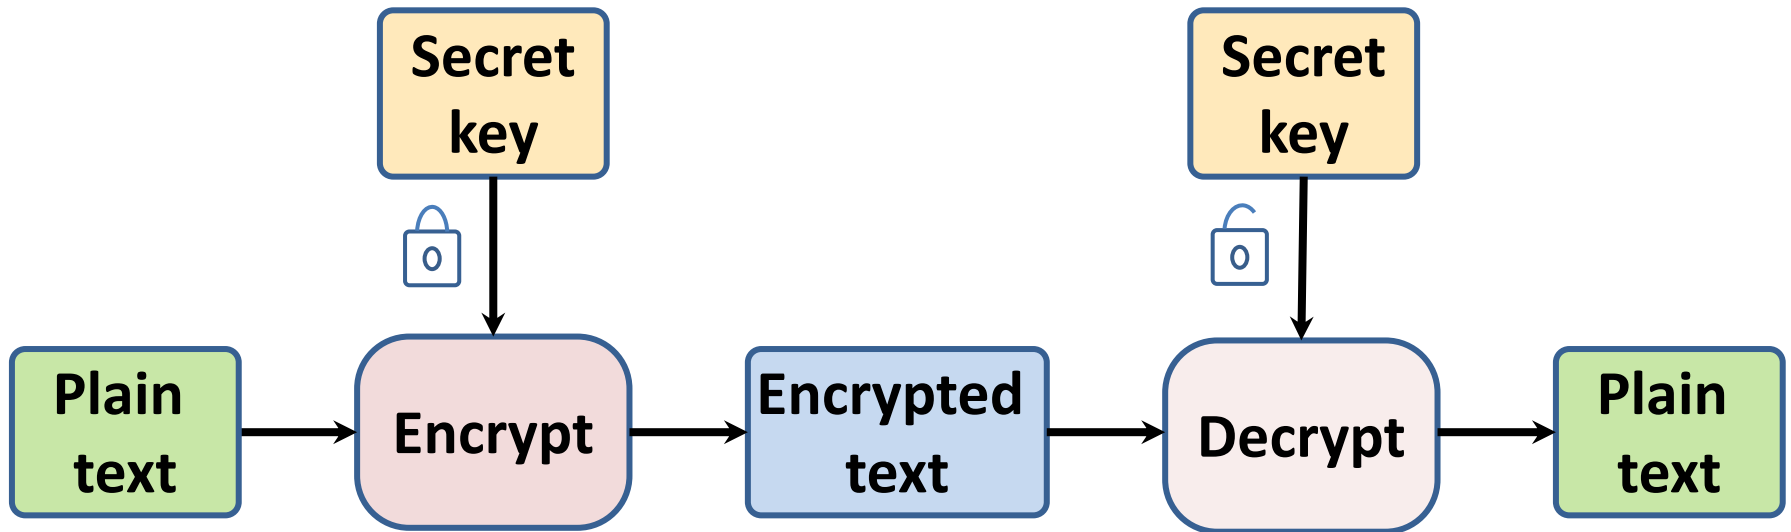 Secret
key
Secret
key
Plain
text
Encrypt
Encrypted
text
Decrypt
Plain
text